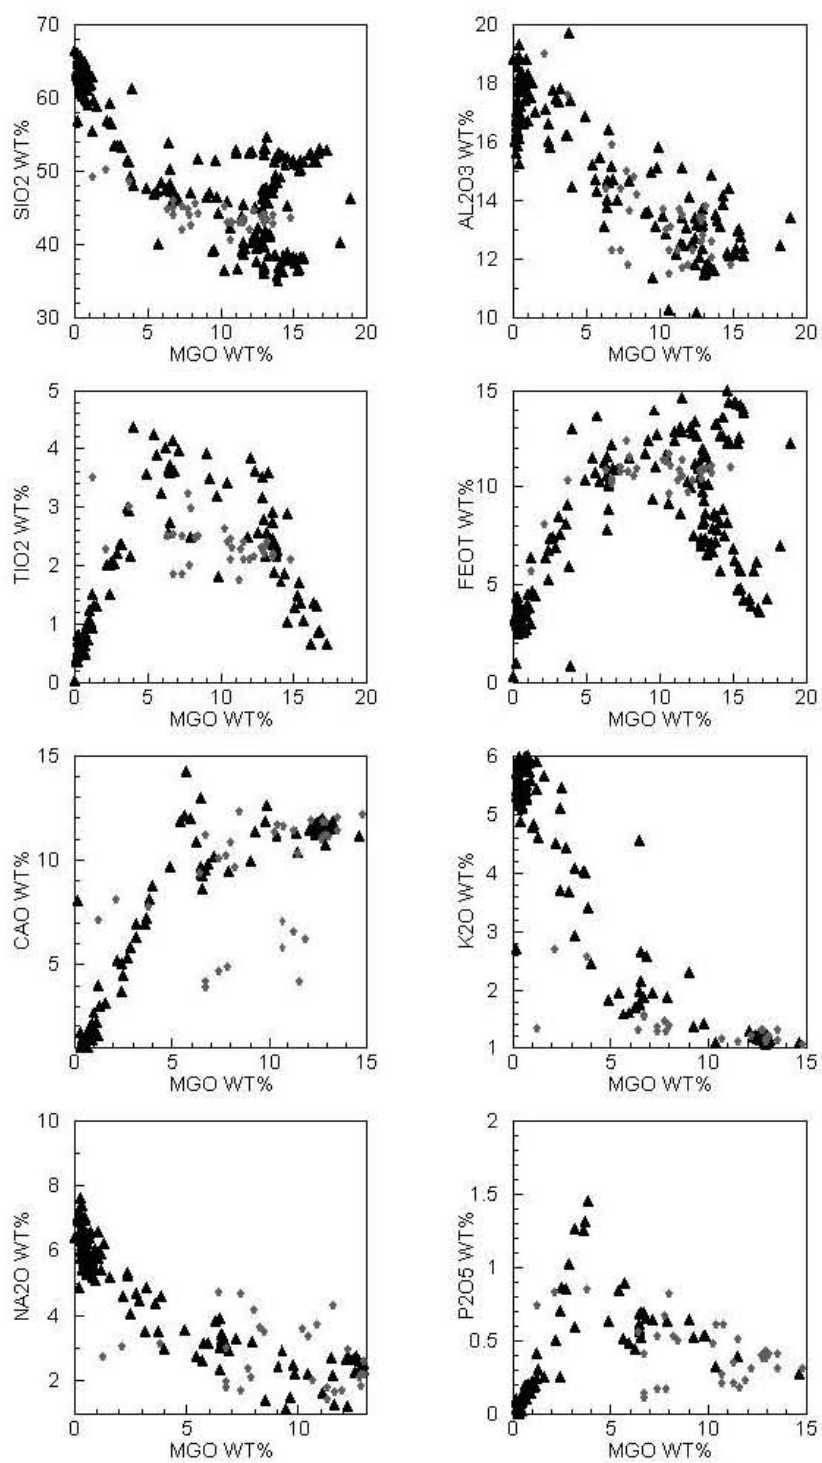 70
60
50
40
30
SIO2 WT%
0 5 10 15 20
MGO WT%
20
18
16
14
12
10
AL2O3 WT%
0 5 10 15 20
MGO WT%
5
4
3
2
1
0
TIO2 WT%
0 5 10 15 20
MGO WT%
15
10
5
0
FEOT WT%
0 5 10 15 20
MGO WT%
15
10
5
CAO WT%
0 5 10 15
MGO WT%
6
5
4
3
2
1
K2O WT%
0 5 10 15
MGO WT%
10
8
6
4
2
NA2O WT%
0 5 10
MGO WT%
2
1.5
1
0.5
0
P2O5 WT%
0 5 10 15
MGO WT%